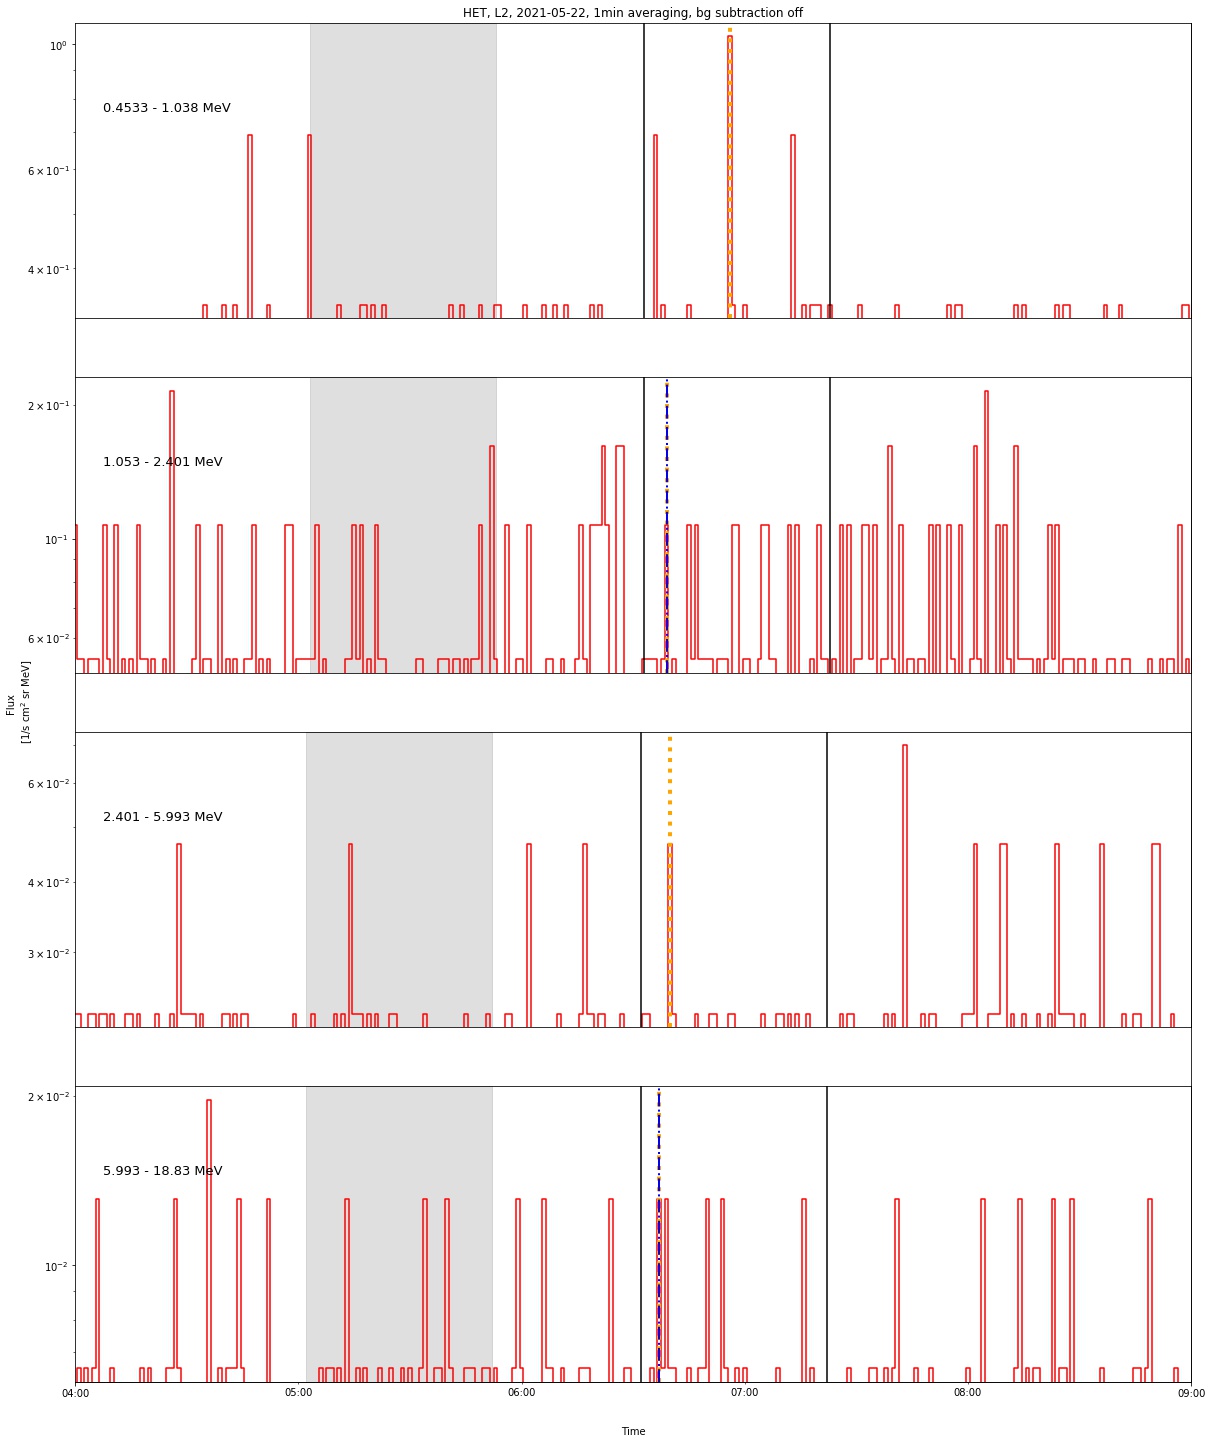 HET, L2, 2021-05-22, 1min averaging, bg subtraction off
10⁰
6 × 10⁻¹
4 × 10⁻¹
0.4533 - 1.038 MeV
2 × 10⁻¹
10⁻¹
6 × 10⁻²
1.053 - 2.401 MeV
Flux
[1/s cm² sr MeV]
6 × 10⁻²
4 × 10⁻²
3 × 10⁻²
2.401 - 5.993 MeV
2 × 10⁻²
10⁻²
5.993 - 18.83 MeV
04:00 05:00 06:00 07:00 08:00 09:00
Time